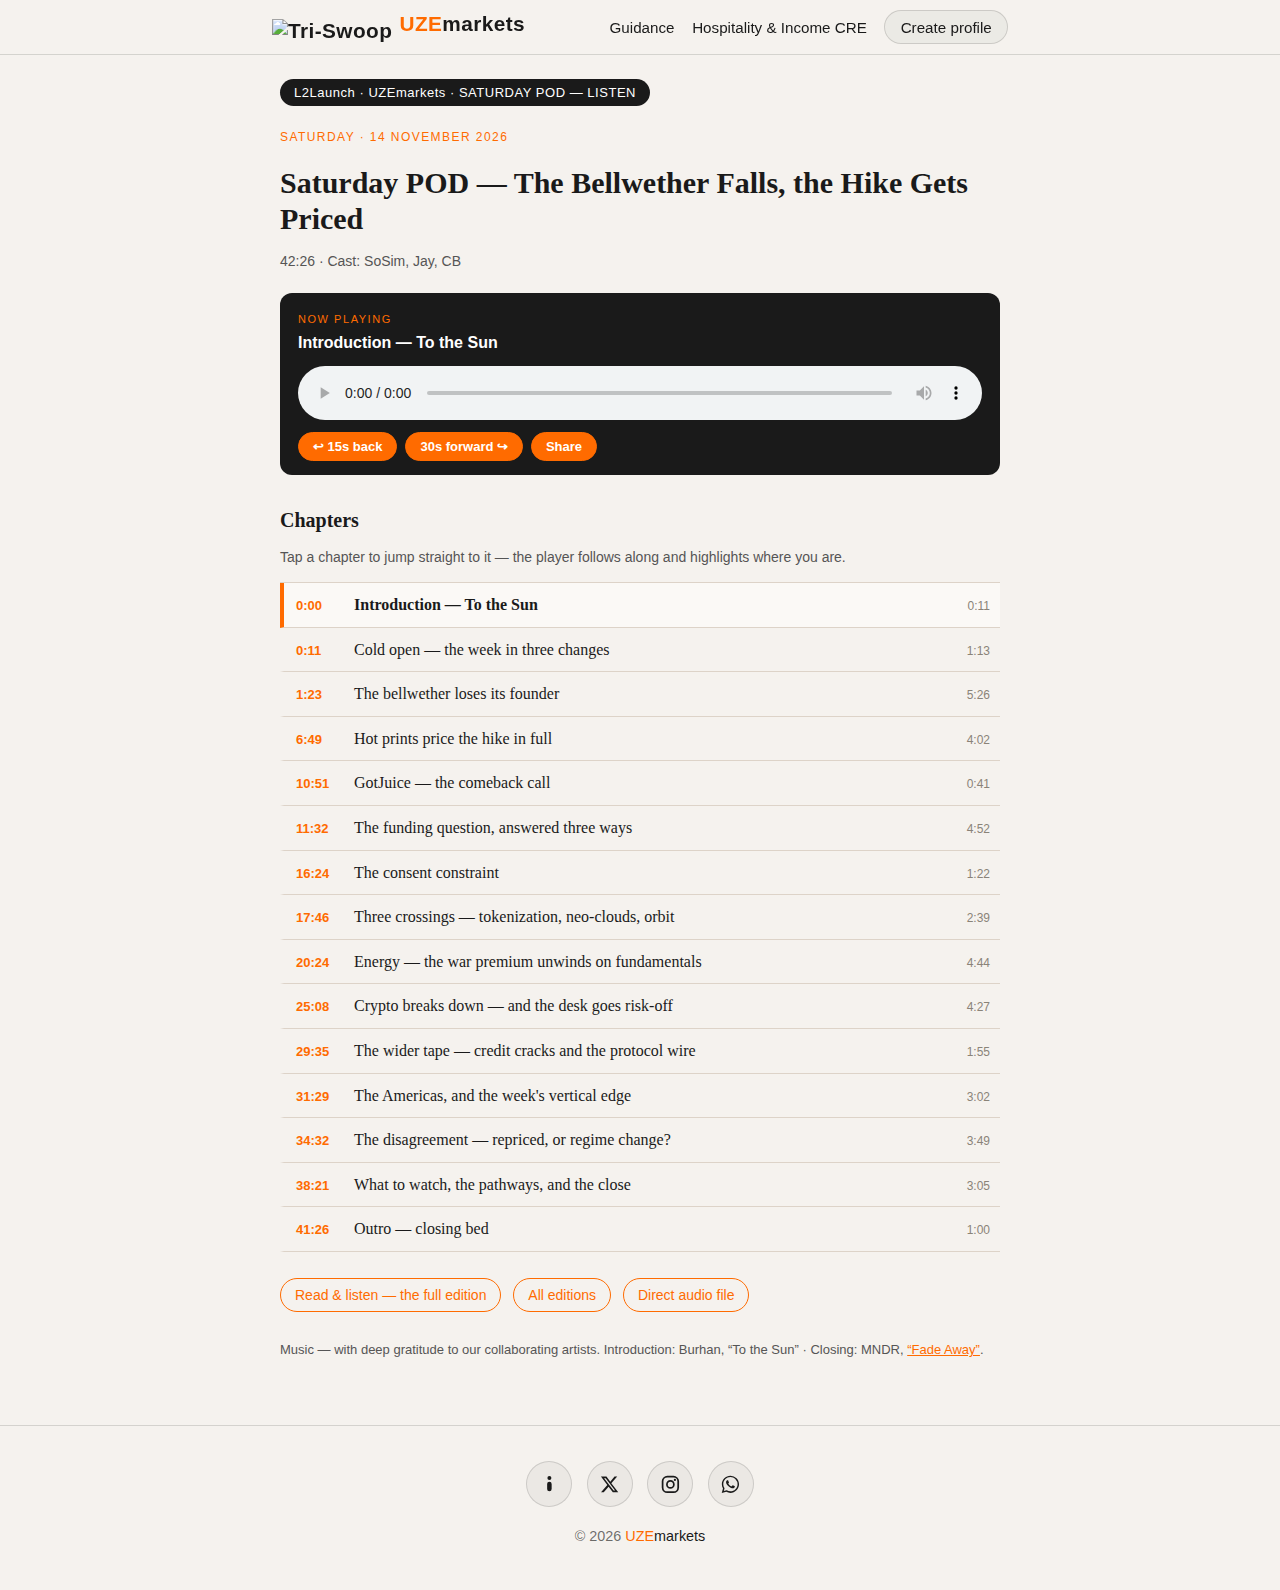 Tri-Swoop UZEmarkets Guidance Hospitality & Income CRE Create profile
L2Launch · UZEmarkets · SATURDAY POD — LISTEN
SATURDAY · 14 NOVEMBER 2026
Saturday POD — The Bellwether Falls, the Hike Gets
Priced
42:26 · Cast: SoSim, Jay, CB
NOW PLAYING
Introduction — To the Sun
0:00 / 0:00
↩ 15s back 30s forward ↪ Share
Chapters
Tap a chapter to jump straight to it — the player follows along and highlights where you are.
0:00 Introduction — To the Sun 0:11
0:11 Cold open — the week in three changes 1:13
1:23 The bellwether loses its founder 5:26
6:49 Hot prints price the hike in full 4:02
10:51 GotJuice — the comeback call 0:41
11:32 The funding question, answered three ways 4:52
16:24 The consent constraint 1:22
17:46 Three crossings — tokenization, neo-clouds, orbit 2:39
20:24 Energy — the war premium unwinds on fundamentals 4:44
25:08 Crypto breaks down — and the desk goes risk-off 4:27
29:35 The wider tape — credit cracks and the protocol wire 1:55
31:29 The Americas, and the week's vertical edge 3:02
34:32 The disagreement — repriced, or regime change? 3:49
38:21 What to watch, the pathways, and the close 3:05
41:26 Outro — closing bed 1:00
Read & listen — the full edition All editions Direct audio file
Music — with deep gratitude to our collaborating artists. Introduction: Burhan, “To the Sun” · Closing: MNDR, “Fade Away”.
© 2026 UZEmarkets